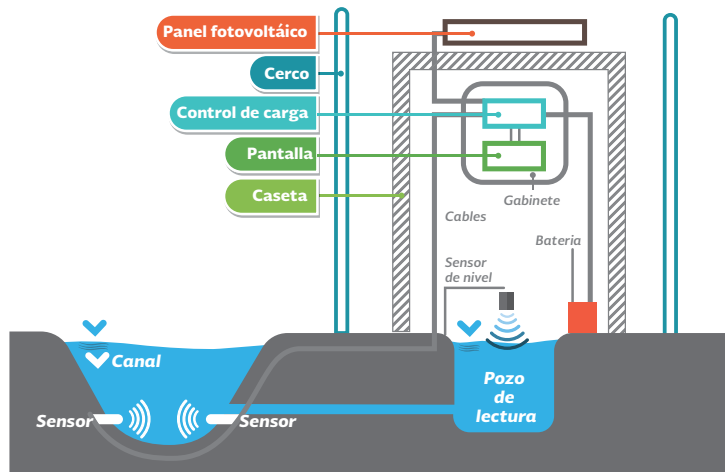 Panel fotovoltáico
Cerco
Control de carga
Pantalla
Caseta
Gabinete
Cables
Bateria
Sensor
de nivel
Canal
Pozo
de
lectura
Sensor
Sensor